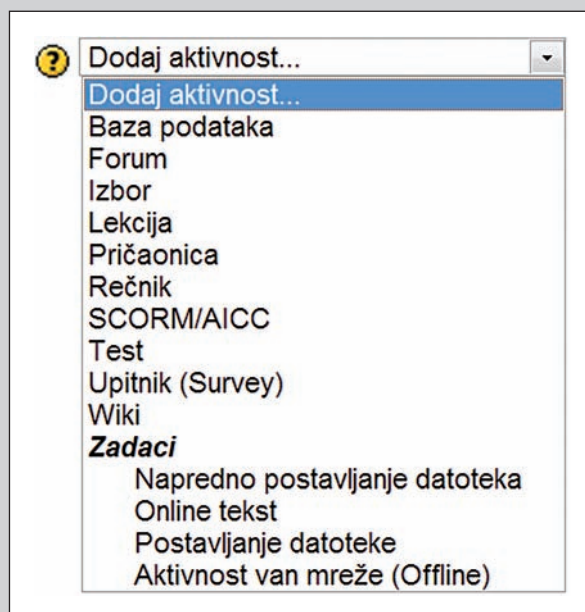 ? Dodaj aktivnost...
Dodaj aktivnost...
Baza podataka
Forum
Izbor
Lekcija
Pričaonica
Rečnik
SCORM/AICC
Test
Upitnik (Survey)
Wiki
Zadaci
Napredno postavljanje datoteka
Online tekst
Postavljanje datoteke
Aktivnost van mreže (Offline)